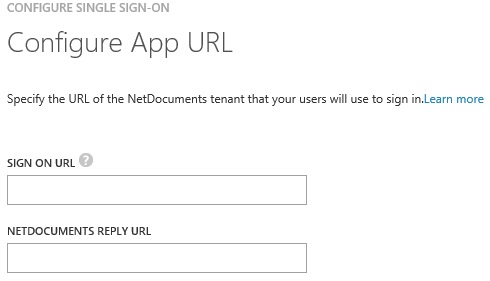 CONFIGURE SINGLE SIGN-ON
Configure App URL
Specify the URL of the NetDocuments tenant that your users will use to sign in.Learn more
SIGN ON URL ?
NETDOCUMENTS REPLY URL